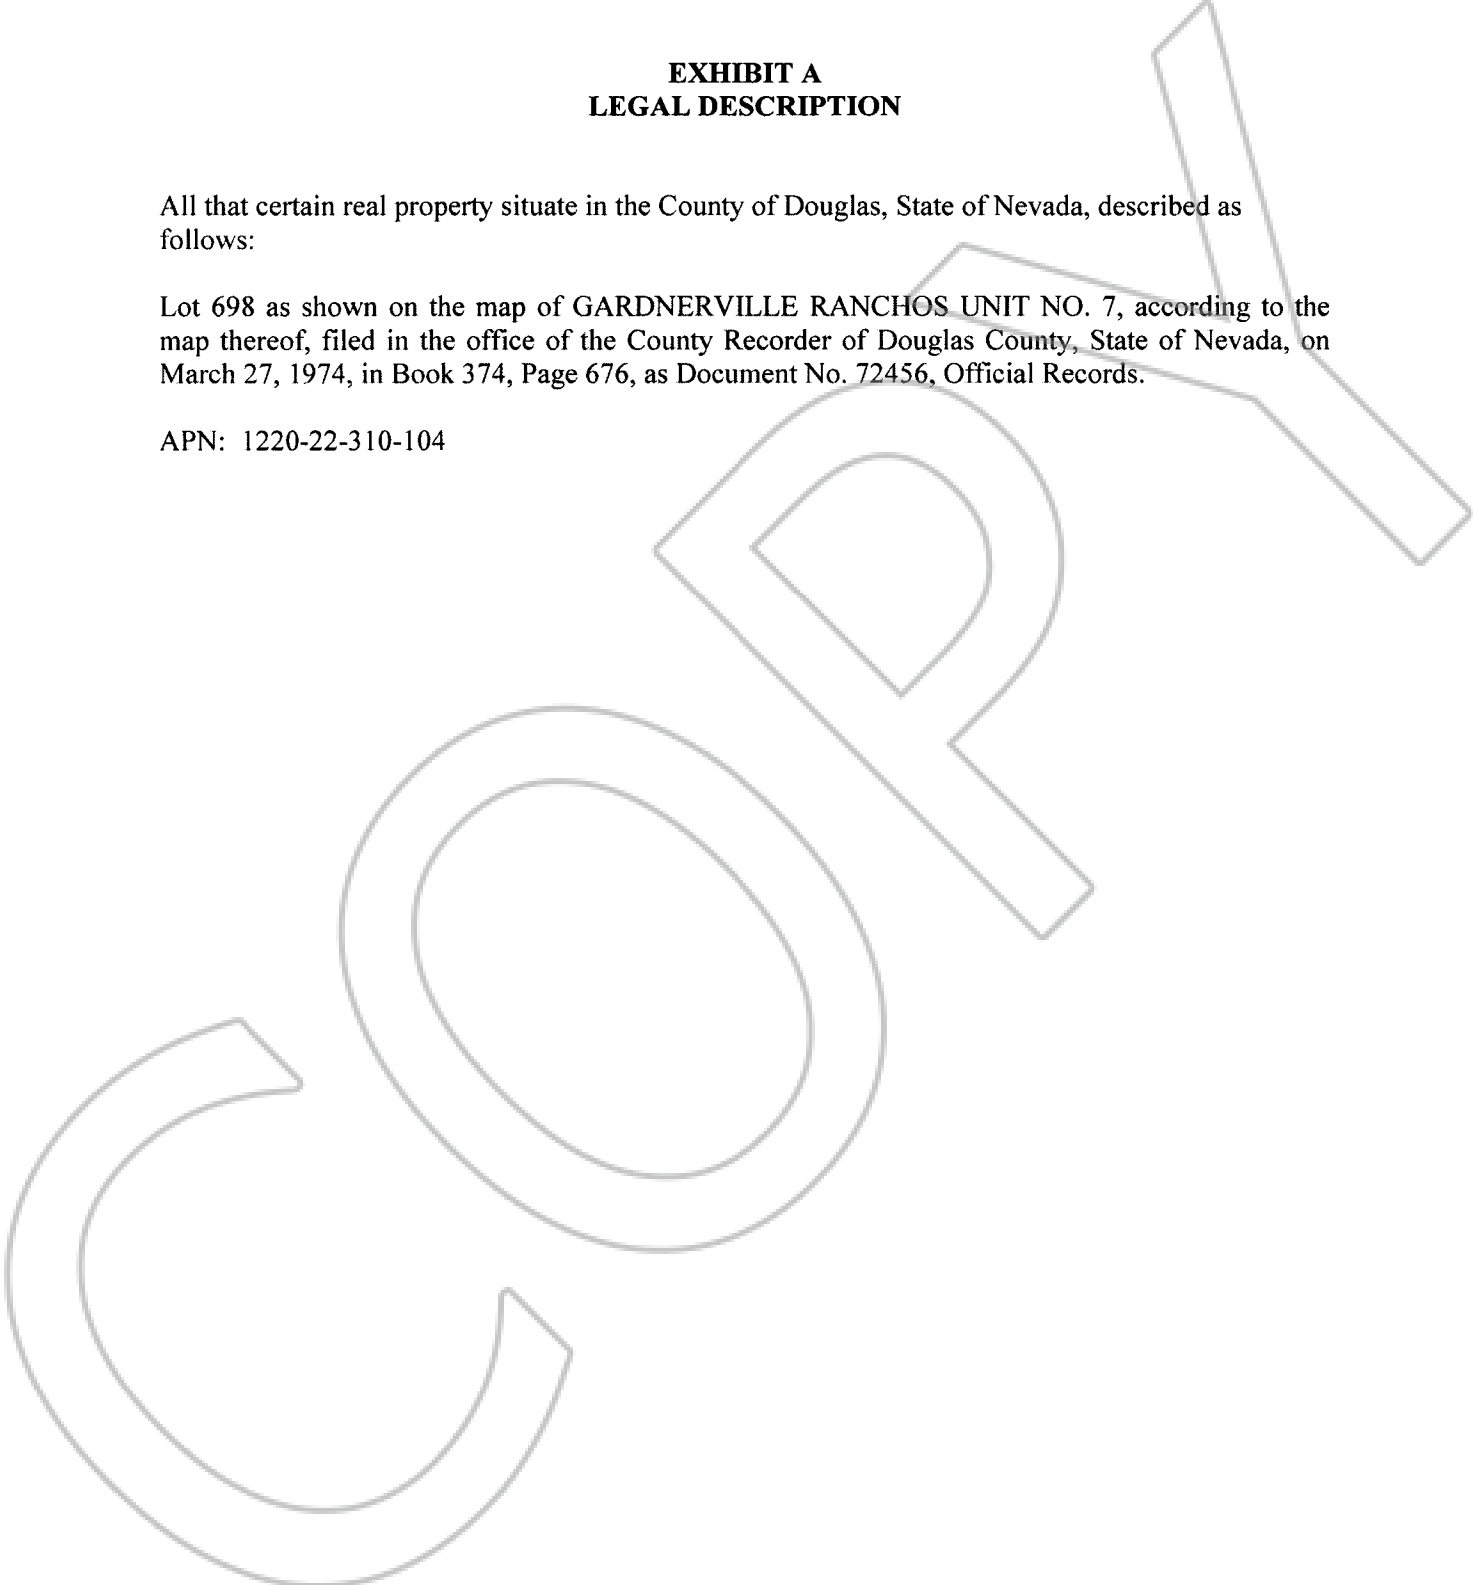 EXHIBIT A
LEGAL DESCRIPTION
All that certain real property situate in the County of Douglas, State of Nevada, described as
follows:
Lot 698 as shown on the map of GARDNERVILLE RANCHOS UNIT NO. 7, according to the
map thereof, filed in the office of the County Recorder of Douglas County, State of Nevada, on
March 27, 1974, in Book 374, Page 676, as Document No. 72456, Official Records.
APN: 1220-22-310-104
COPY